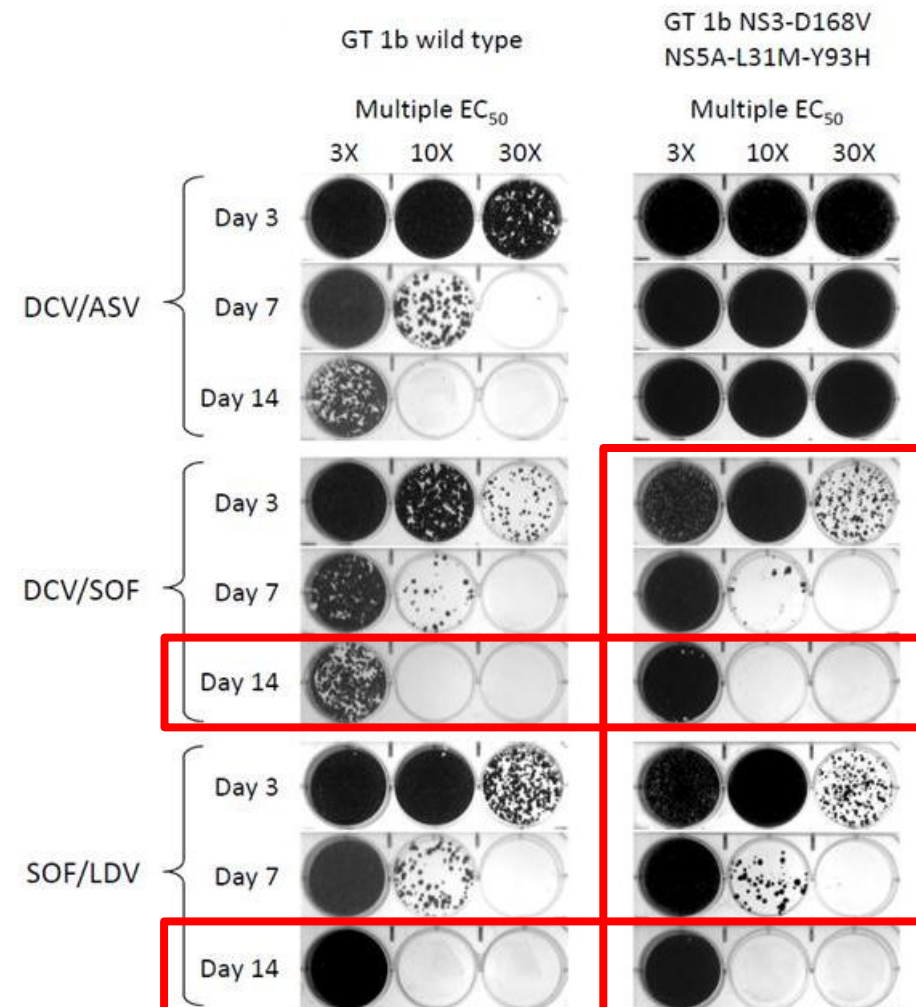 GT 1b wild type
GT 1b NS3-D168V
NS5A-L31M-Y93H
Multiple EC50
Multiple EC50
3X 10X 30X
3X 10X 30X
DCV/ASV
Day 3
Day 7
Day 14
DCV/SOF
Day 3
Day 7
Day 14
SOF/LDV
Day 3
Day 7
Day 14